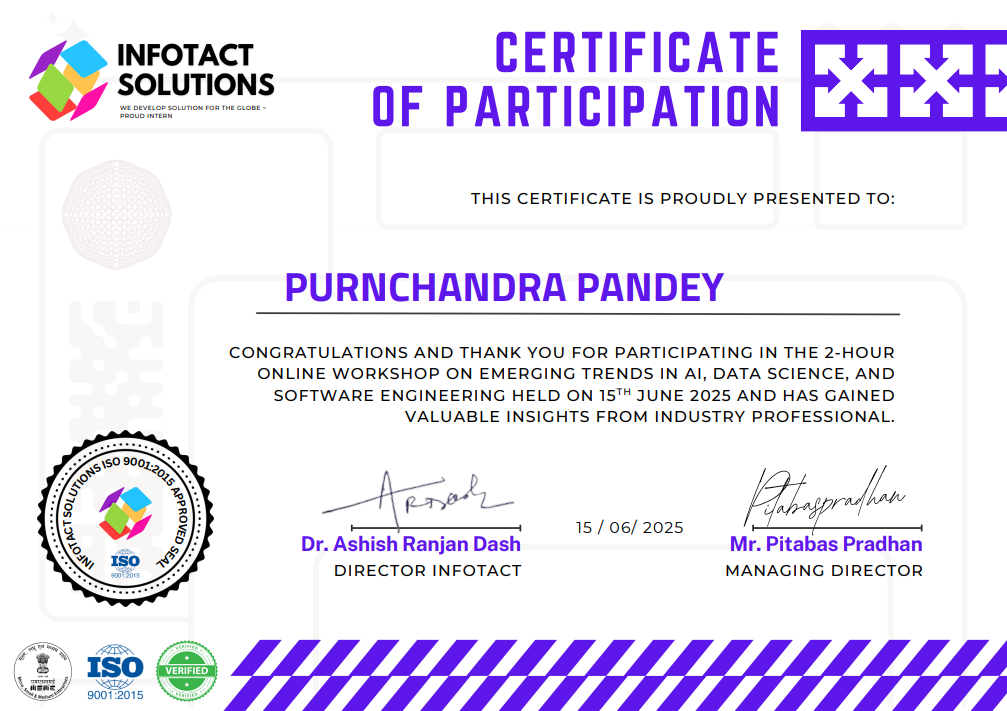 INFOTACT
SOLUTIONS
WE DEVELOP SOLUTION FOR THE GLOBE –
PROUD INTERN
CERTIFICATE
OF PARTICIPATION
THIS CERTIFICATE IS PROUDLY PRESENTED TO:
PURNCHANDRA PANDEY
CONGRATULATIONS AND THANK YOU FOR PARTICIPATING IN THE 2-HOUR
ONLINE WORKSHOP ON EMERGING TRENDS IN AI, DATA SCIENCE, AND
SOFTWARE ENGINEERING HELD ON 15TH JUNE 2025 AND HAS GAINED
VALUABLE INSIGHTS FROM INDUSTRY PROFESSIONAL.
INFOTACT SOLUTIONS ISO 9001:2015 APPROVED SEAL
ISO
9001:2015
Pitabaspradhan
15 / 06/ 2025
Dr. Ashish Ranjan Dash
DIRECTOR INFOTACT
Mr. Pitabas Pradhan
MANAGING DIRECTOR
ISO
9001:2015
VERIFIED
VERIFIED
VERIFIED